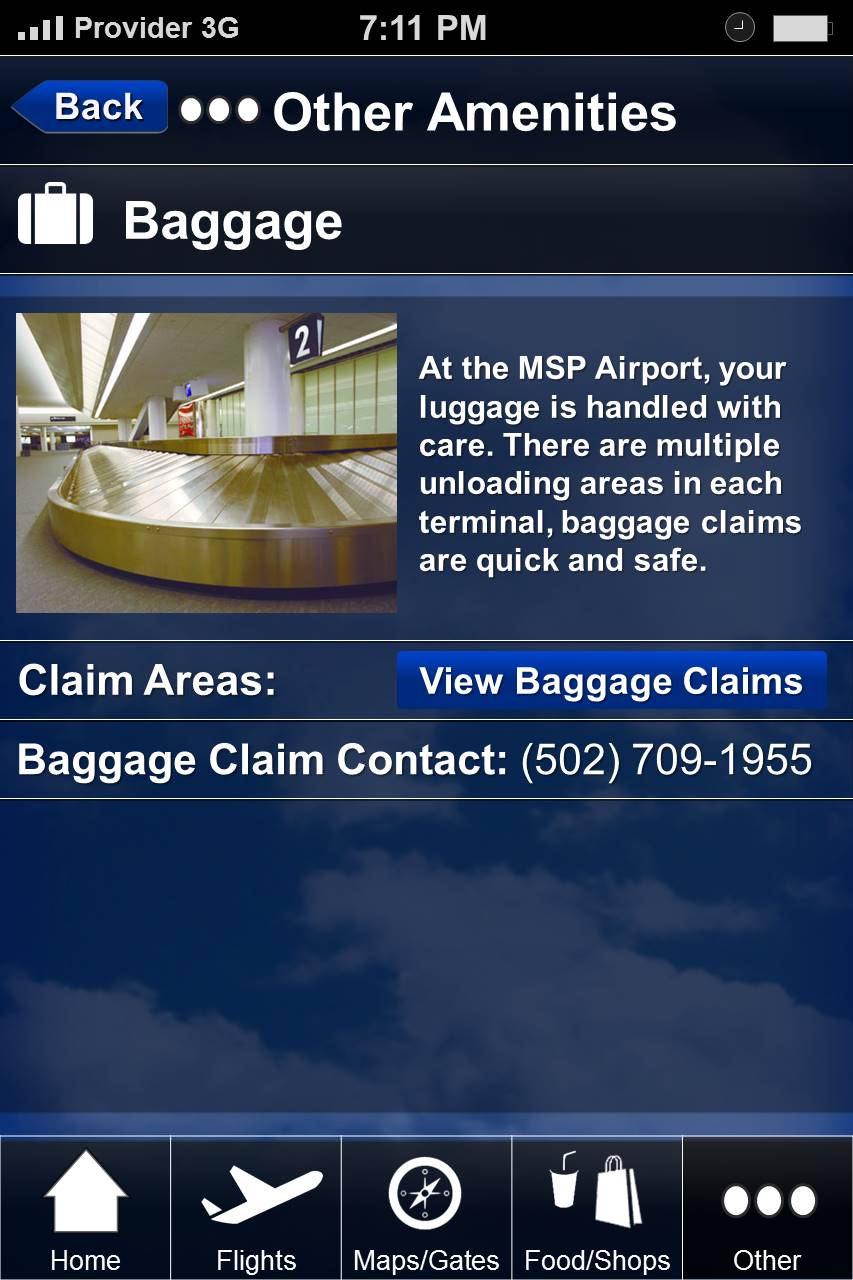 Provider 3G 7:11 PM
Back Other Amenities
Baggage
2
At the MSP Airport, your
luggage is handled with
care. There are multiple
unloading areas in each
terminal, baggage claims
are quick and safe.
Claim Areas: View Baggage Claims
Baggage Claim Contact: (502) 709-1955
Home Flights Maps/Gates Food/Shops Other